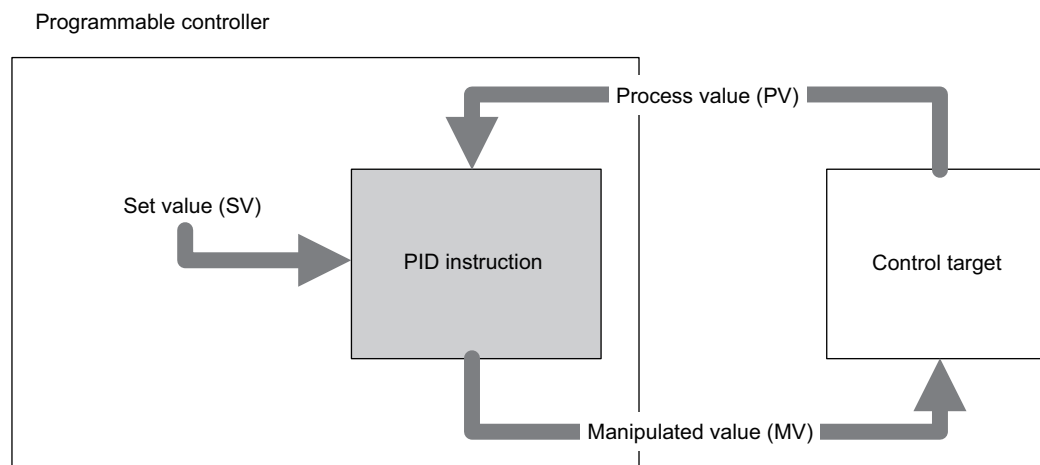 Programmable controller
Process value (PV)
Set value (SV)
PID instruction
Control target
Manipulated value (MV)